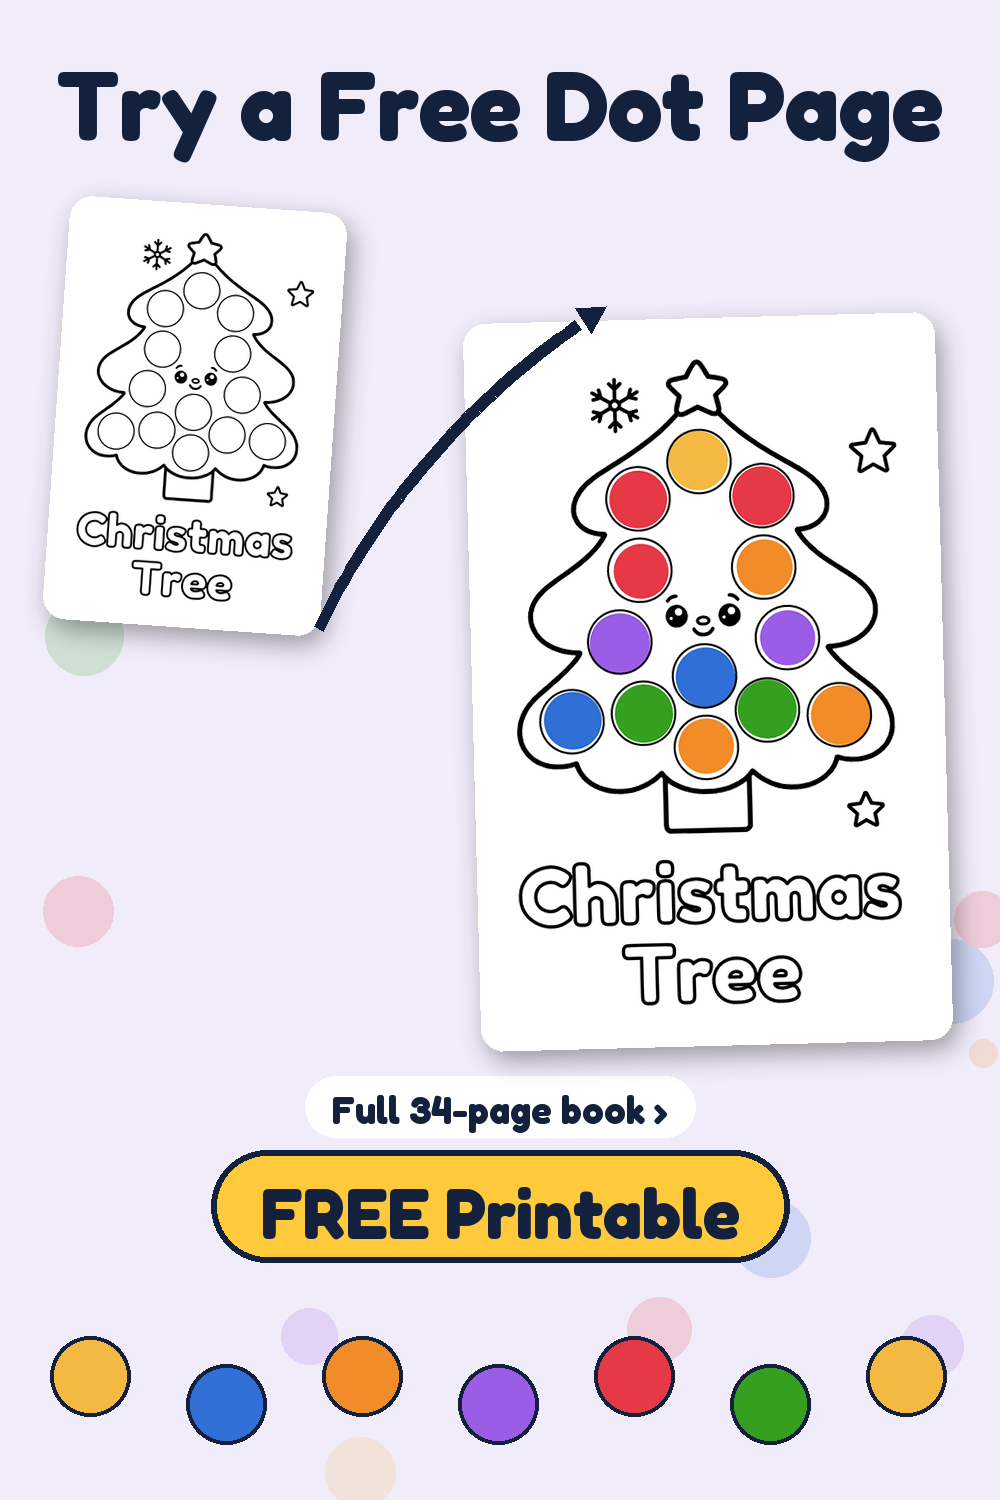 Try a Free Dot Page
Christmas
Tree
Christmas
Tree
Full 34-page book ›
FREE Printable